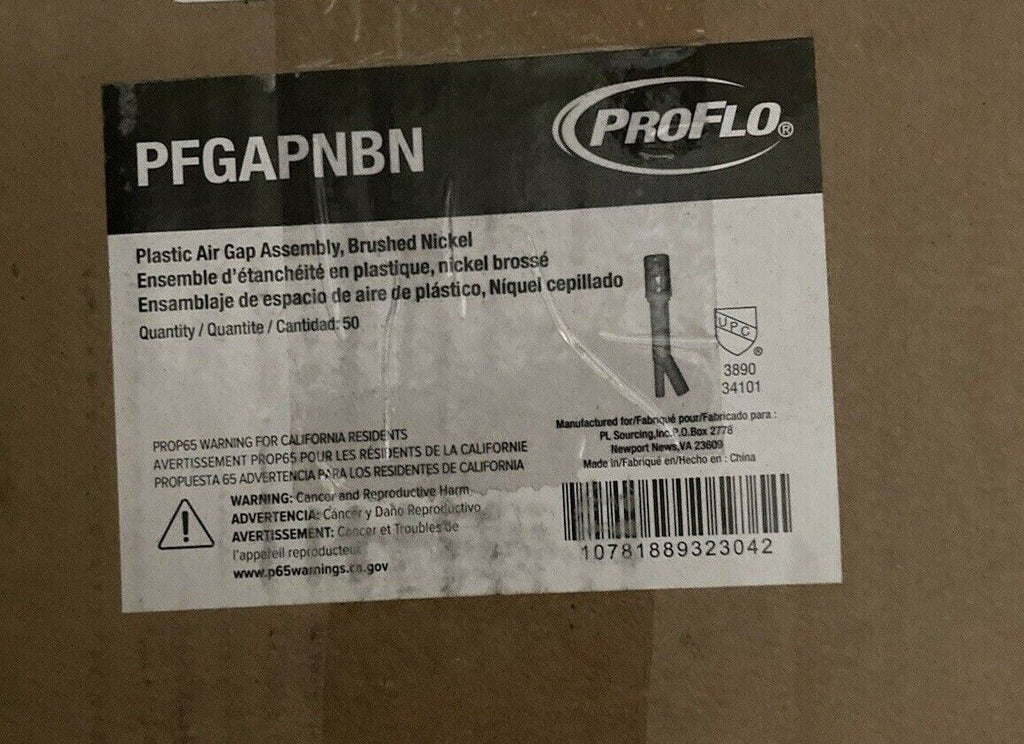 PFGAPNBN
PROFLO®
Plastic Air Gap Assembly, Brushed Nickel
Ensemble d'étanchéité en plastique, nickel brossé
Ensamblaje de espacio de aire de plástico, Níquel cepillado
Quantity / Quantite / Cantidad: 50
UPC
®
3890
34101
Manufactured for/Fabriqué pour/Fabricado para :
PL Sourcing,Inc.P.O.Box 2778
Newport News,VA 23609
Made In/Fabriqué en/Hecho en : China
PROP65 WARNING FOR CALIFORNIA RESIDENTS
AVERTISSEMENT PROP65 POUR LES RÉSIDENTS DE LA CALIFORNIE
PROPUESTA 65 ADVERTENCIA PARA LOS RESIDENTES DE CALIFORNIA
WARNING: Cancer and Reproductive Harm
ADVERTENCIA: Cáncer y Daño Reproductivo
AVERTISSEMENT: Cancer et Troubles de
l'appareil reproducteur
www.p65warnings.ca.gov
10781889323042